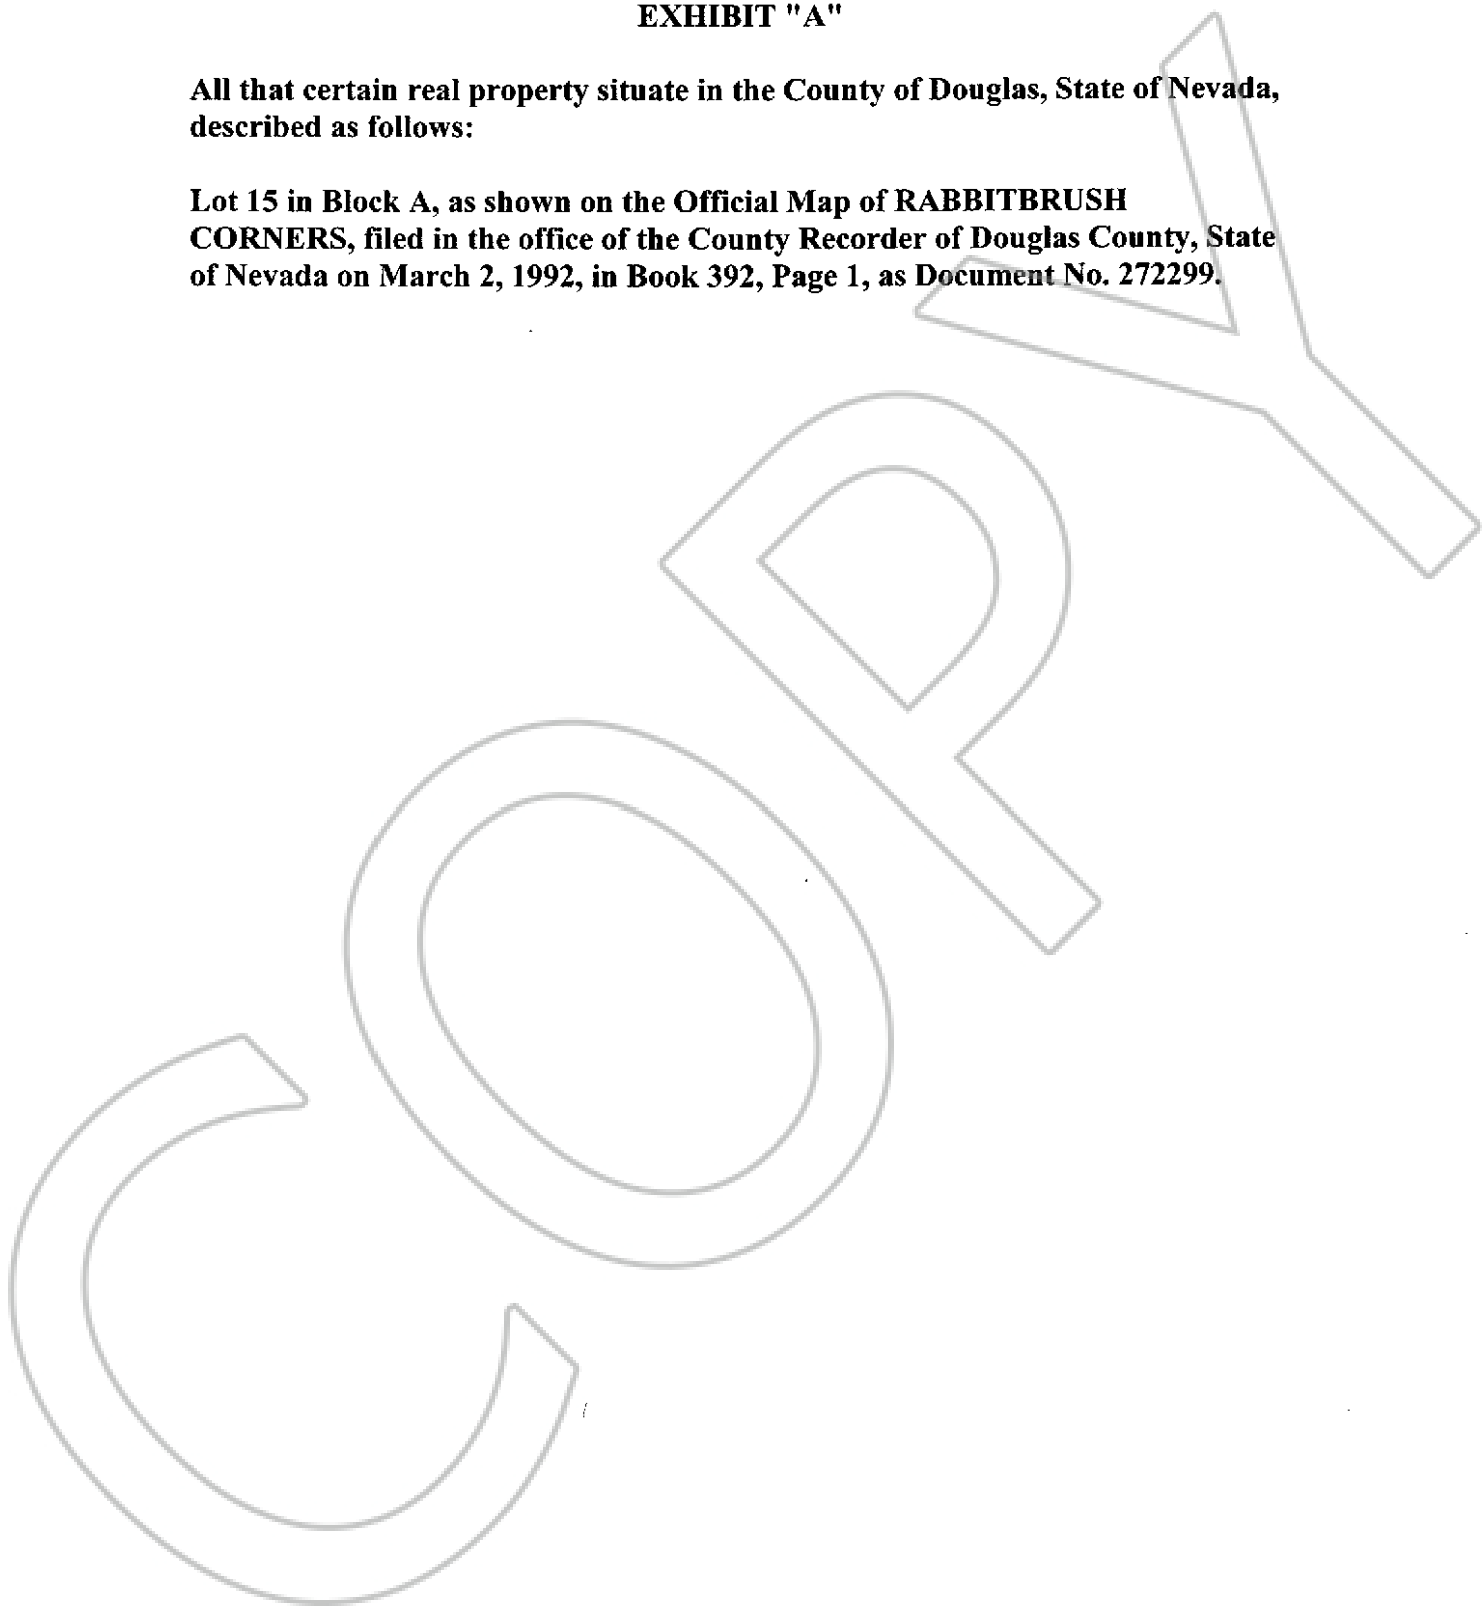 EXHIBIT "A"
All that certain real property situate in the County of Douglas, State of Nevada,
described as follows:
Lot 15 in Block A, as shown on the Official Map of RABBITBRUSH
CORNERS, filed in the office of the County Recorder of Douglas County, State
of Nevada on March 2, 1992, in Book 392, Page 1, as Document No. 272299.
COPY